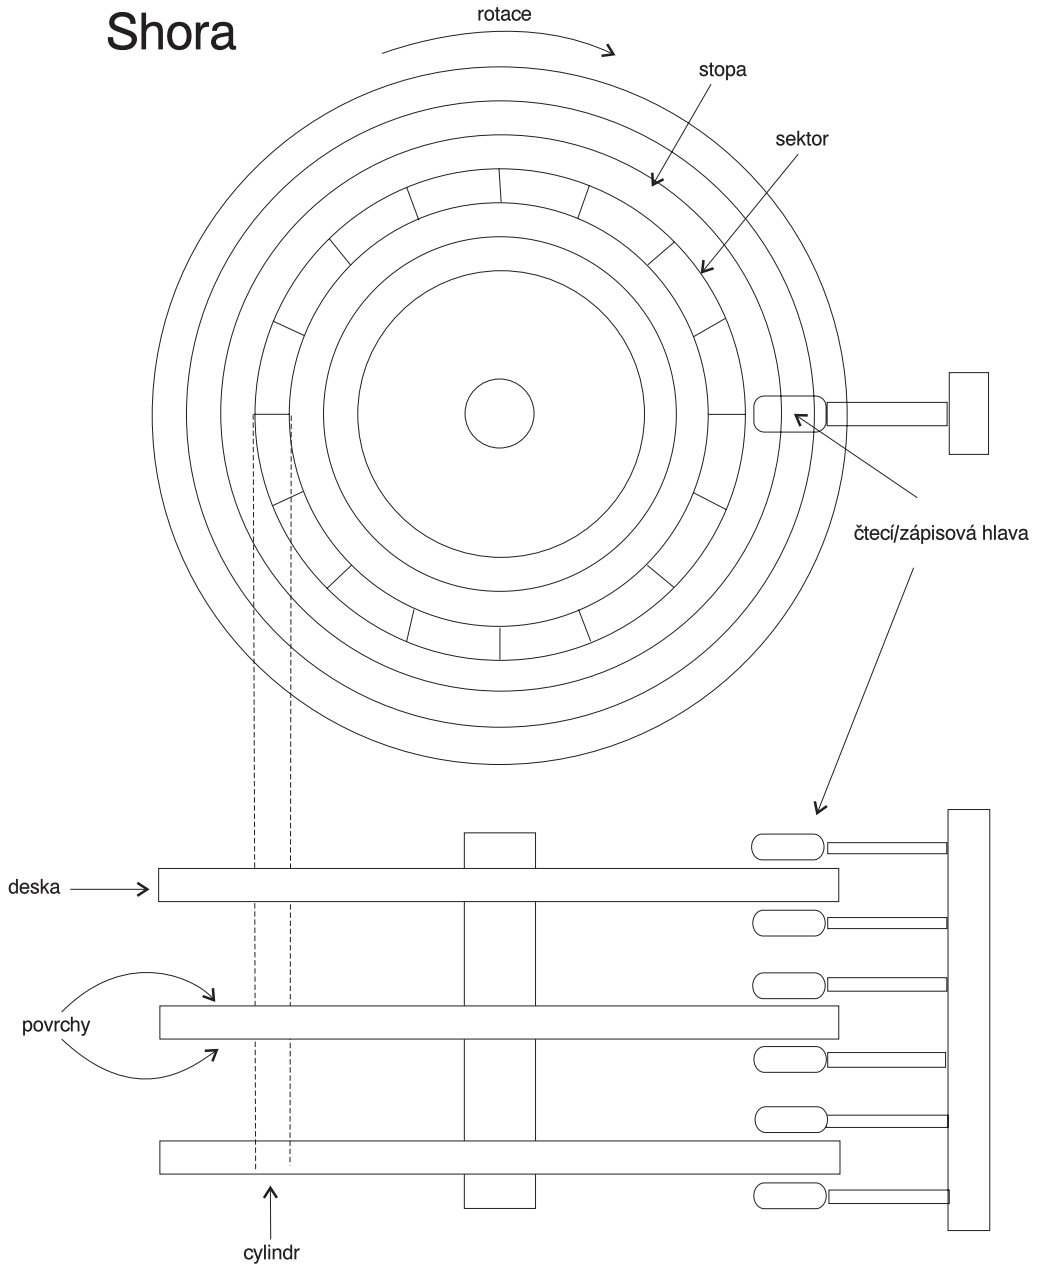 Shora
rotace
stopa
sektor
čtecí/zápisová hlava
deska
povrchy
cylindr